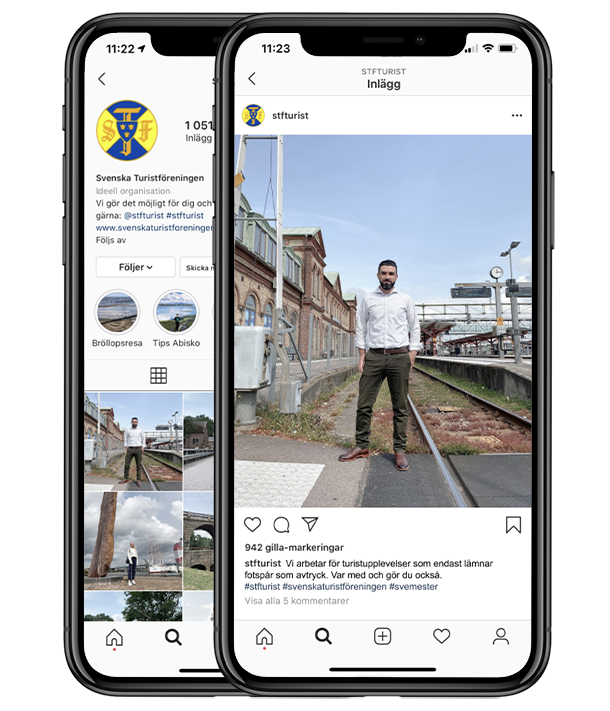 11:22
S T F
1 051
Inlägg
Svenska Turistföreningen
Ideell organisation
Vi gör det möjligt för dig och
gärna: @stfturist #stfturist
www.svenskaturistforeningen
Följs av
Följer
Skicka
Bröllopsresa
Tips Abisko
11:23
STFTURIST
Inlägg
stfturist
942 gilla-markeringar
stfturist Vi arbetar för turistupplevelser som endast lämnar
fotspår som avtryck. Var med och gör du också.
#stfturist #svenskaturistföreningen #svemester
Visa alla 5 kommentarer